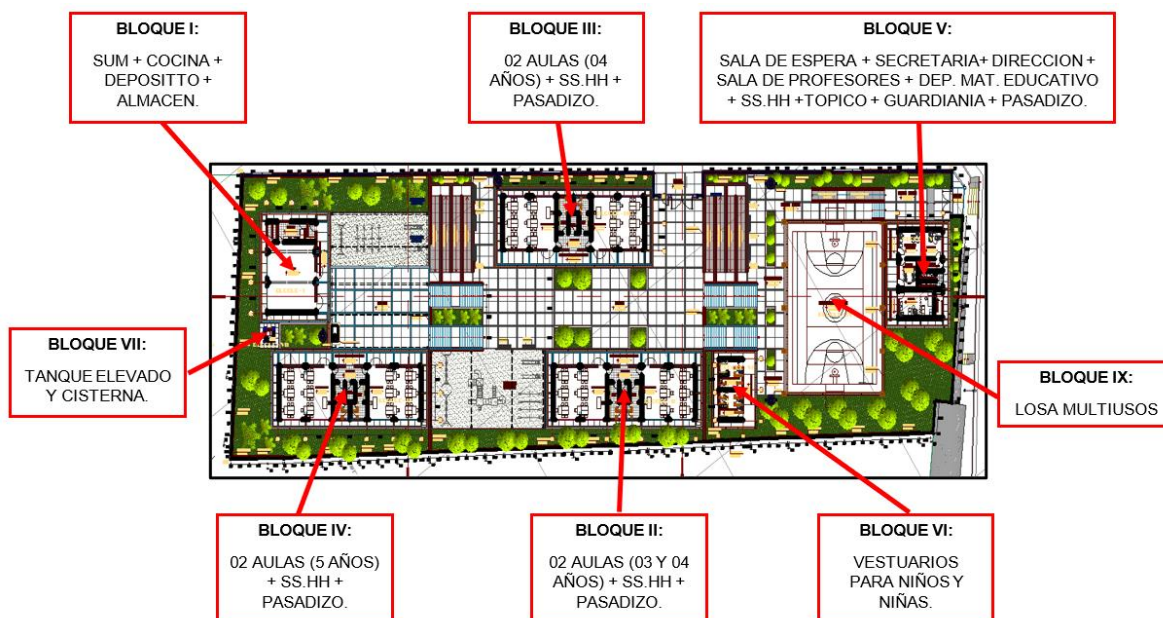 BLOQUE I:
SUM + COCINA +
DEPOSITTO +
ALMACEN.
BLOQUE III:
02 AULAS (04
AÑOS) + SS.HH +
PASADIZO.
BLOQUE V:
SALA DE ESPERA + SECRETARIA+ DIRECCION +
SALA DE PROFESORES + DEP. MAT. EDUCATIVO
+ SS.HH +TOPICO + GUARDIANIA + PASADIZO.
BLOQUE VII:
TANQUE ELEVADO
Y CISTERNA.
BLOQUE IX:
LOSA MULTIUSOS
BLOQUE IV:
02 AULAS (5 AÑOS)
+ SS.HH +
PASADIZO.
BLOQUE II:
02 AULAS (03 Y 04
AÑOS) + SS.HH +
PASADIZO.
BLOQUE VI:
VESTUARIOS
PARA NIÑOS Y
NIÑAS.